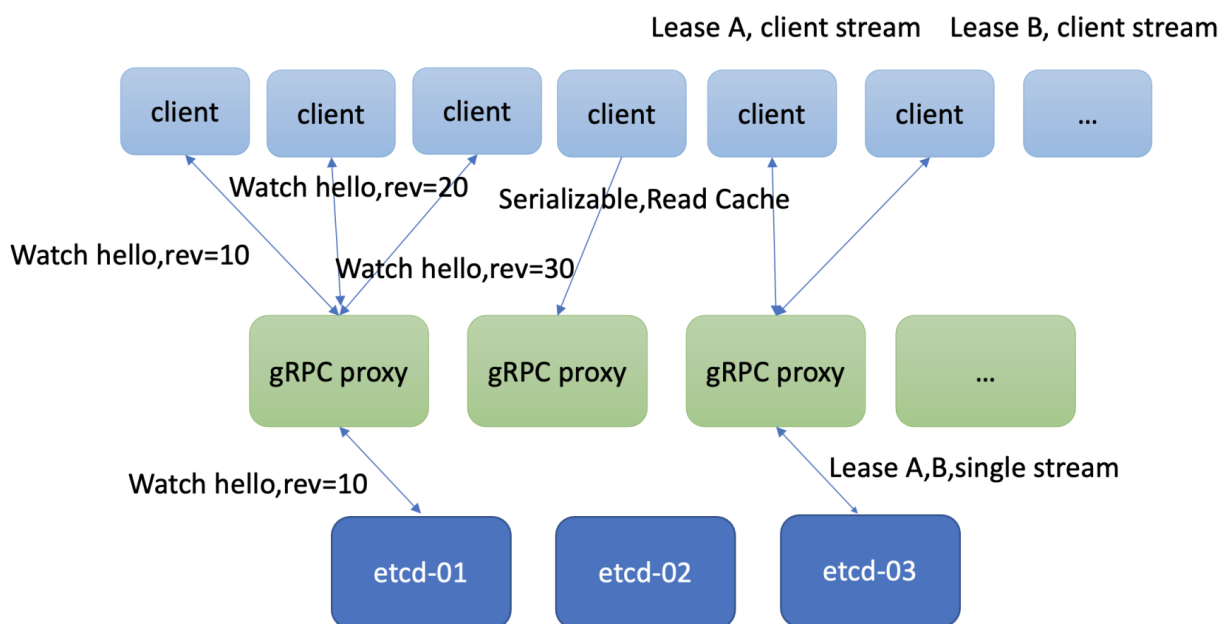 Lease A, client stream
Lease B, client stream
client
client
client
client
client
client
...
Watch hello,rev=20
Serializable,Read Cache
Watch hello,rev=10
Watch hello,rev=30
gRPC proxy
gRPC proxy
gRPC proxy
...
Watch hello,rev=10
Lease A,B,single stream
etcd-01
etcd-02
etcd-03